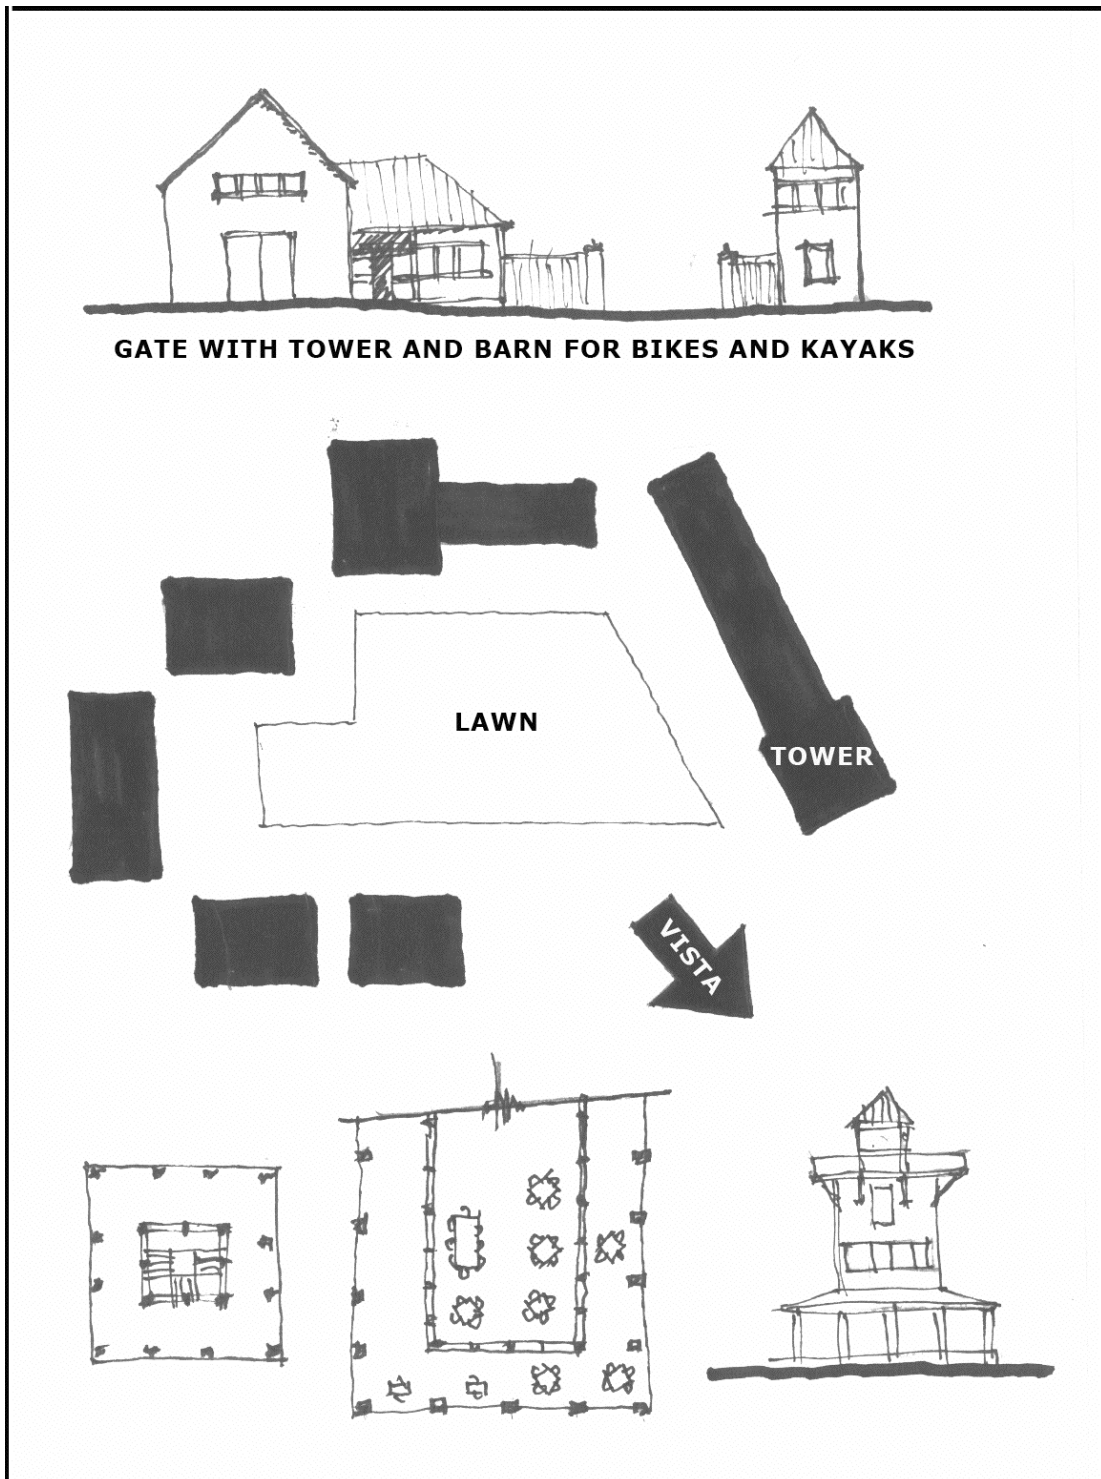 GATE WITH TOWER AND BARN FOR BIKES AND KAYAKS
LAWN
TOWER
VISTA